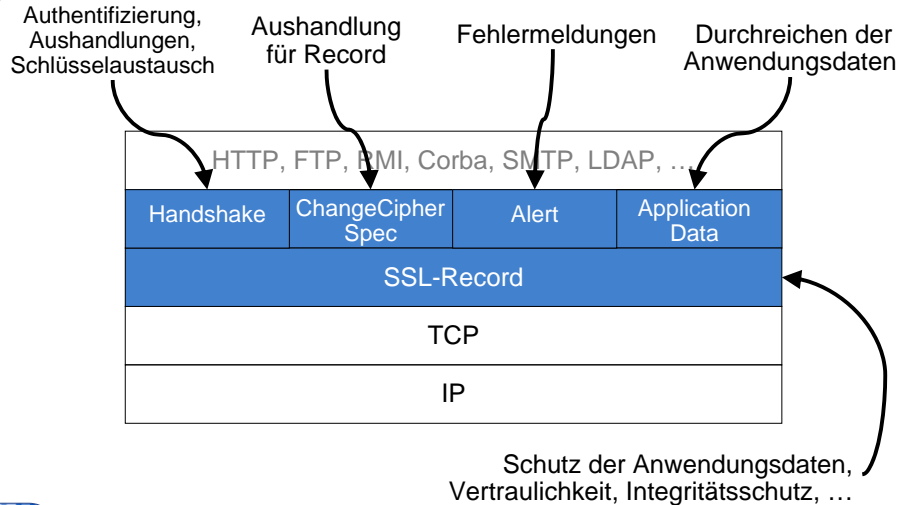 Authentifizierung,
Aushandlungen,
Schlüsselaustausch
Aushandlung
für Record
Fehlermeldungen
Durchreichen der
Anwendungsdaten
HTTP, FTP, RMI, Corba, SMTP, LDAP, …
Handshake
ChangeCipher
Spec
Alert
Application
Data
SSL-Record
TCP
IP
Schutz der Anwendungsdaten,
Vertraulichkeit, Integritätsschutz, …